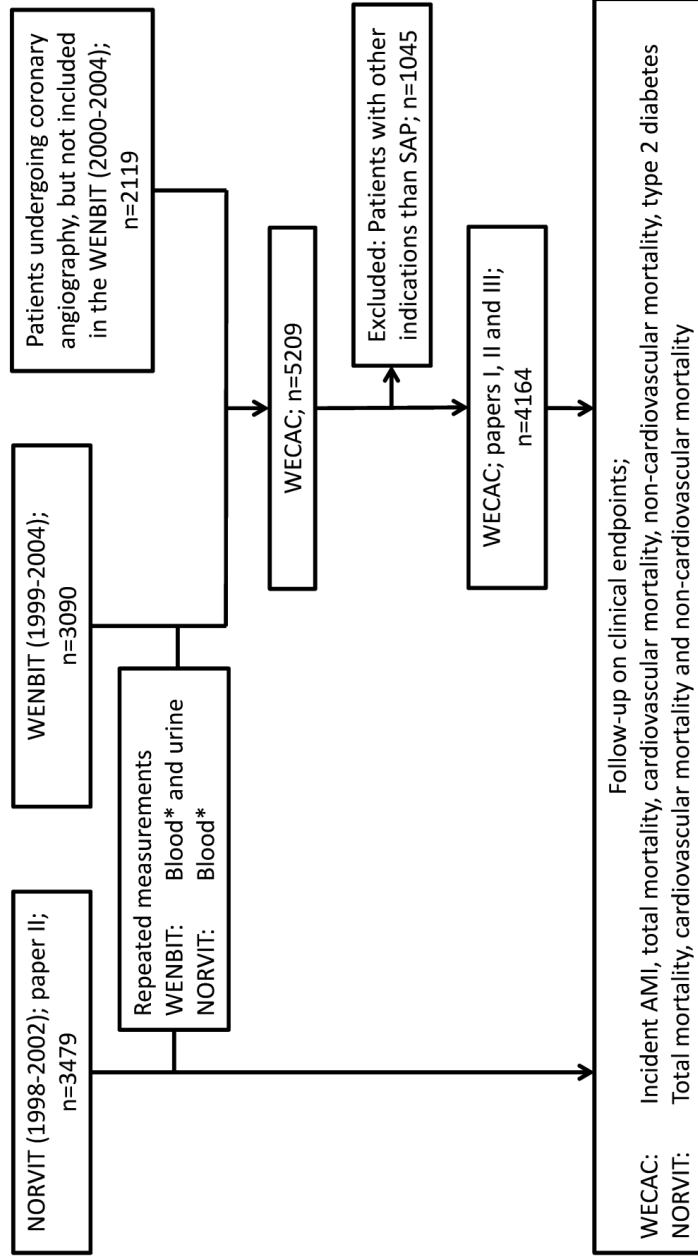 NORVIT (1998-2002); paper II;
n=3479
WENBIT (1999-2004);
n=3090
Patients undergoing coronary
angiography, but not included
in the WENBIT (2000-2004);
n=2119
Repeated measurements
WENBIT: Blood* and urine
NORVIT: Blood*
WECAC; n=5209
Excluded: Patients with other
indications than SAP; n=1045
WECAC; papers I, II and III;
n=4164
Follow-up on clinical endpoints;
WECAC: Incident AMI, total mortality, cardiovascular mortality, non-cardiovascular mortality, type 2 diabetes
NORVIT: Total mortality, cardiovascular mortality and non-cardiovascular mortality